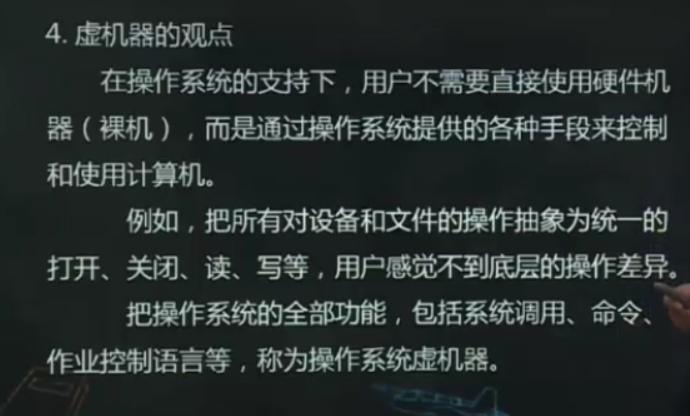 4. 虚机器的观点
在操作系统的支持下，用户不需要直接使用硬件机
器（裸机），而是通过操作系统提供的各种手段来控制
和使用计算机。
例如，把所有对设备和文件的操作抽象为统一的
打开、关闭、读、写等，用户感觉不到底层的操作差异。
把操作系统的全部功能，包括系统调用、命令、
作业控制语言等，称为操作系统虚机器。